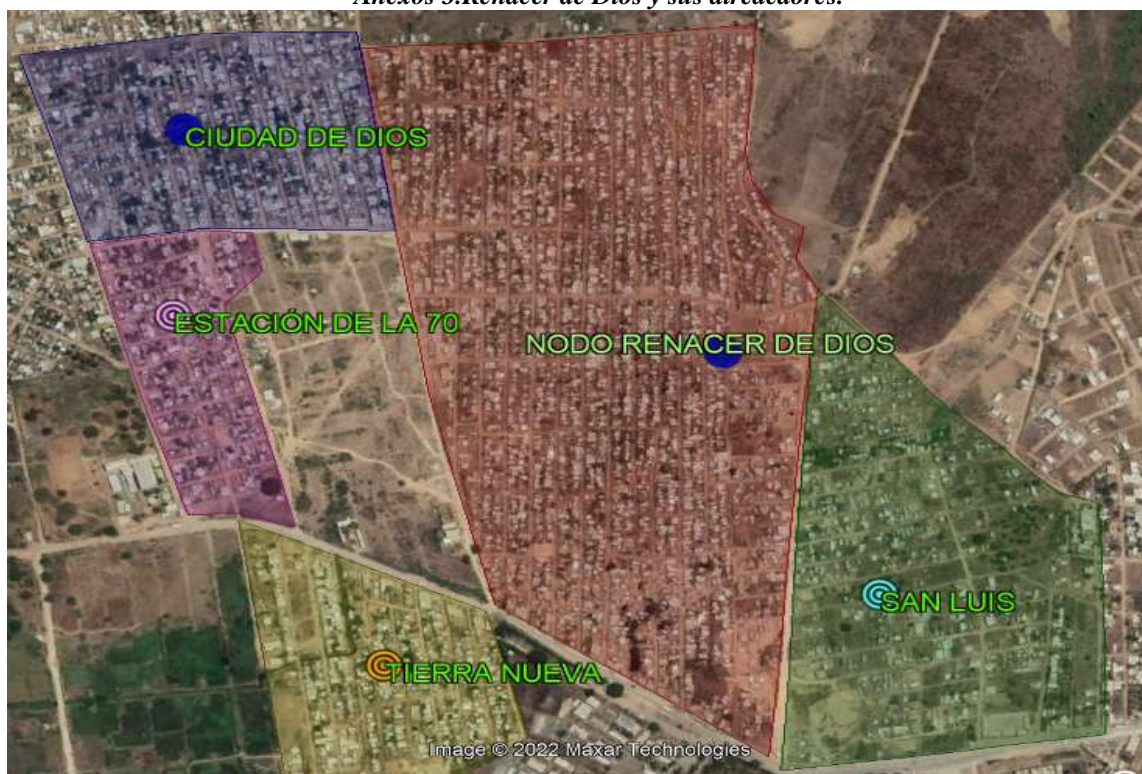 Anexos 3.Renacer de Dios y sus alrededores.
CIUDAD DE DIOS
ESTACIÓN DE LA 70
NODO RENACER DE DIOS
SAN LUIS
TIERRA NUEVA
Image © 2022 Maxar Technologies